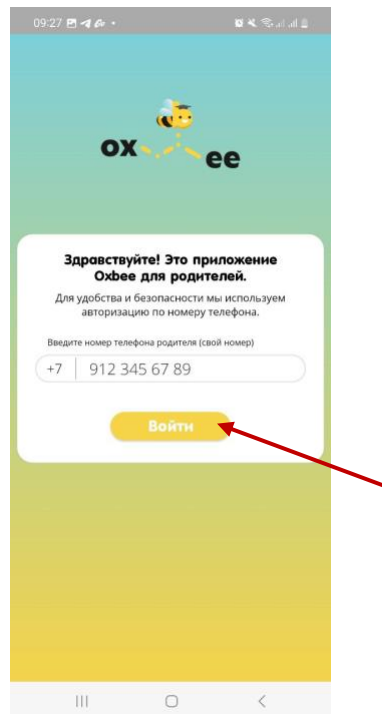 09:27
ox ee
Здравствуйте! Это приложение
Oxbee для родителей.
Для удобства и безопасности мы используем
авторизацию по номеру телефона.
Введите номер телефона родителя (свой номер)
+7 912 345 67 89
Войти